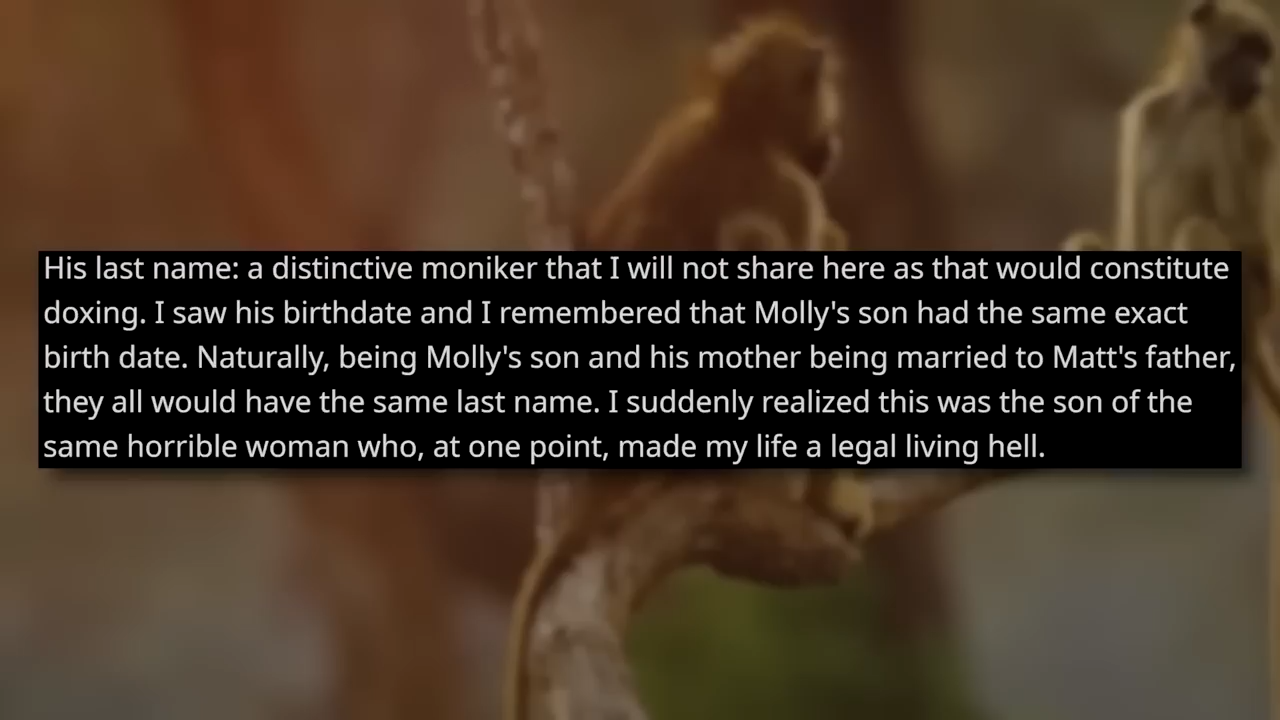 His last name: a distinctive moniker that I will not share here as that would constitute
doxing. I saw his birthdate and I remembered that Molly's son had the same exact
birth date. Naturally, being Molly's son and his mother being married to Matt's father,
they all would have the same last name. I suddenly realized this was the son of the
same horrible woman who, at one point, made my life a legal living hell.